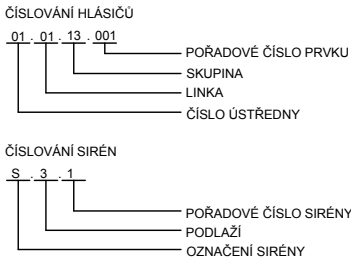 ČÍSLOVÁNÍ HLÁSIČŮ
01 . 01 . 13 . 001
POŘADOVÉ ČÍSLO PRVKU
SKUPINA
LINKA
ČÍSLO ÚSTŘEDNY
ČÍSLOVÁNÍ SIRÉN
S . 3 . 1
POŘADOVÉ ČÍSLO SIRÉNY
PODLAŽÍ
OZNAČENÍ SIRÉNY